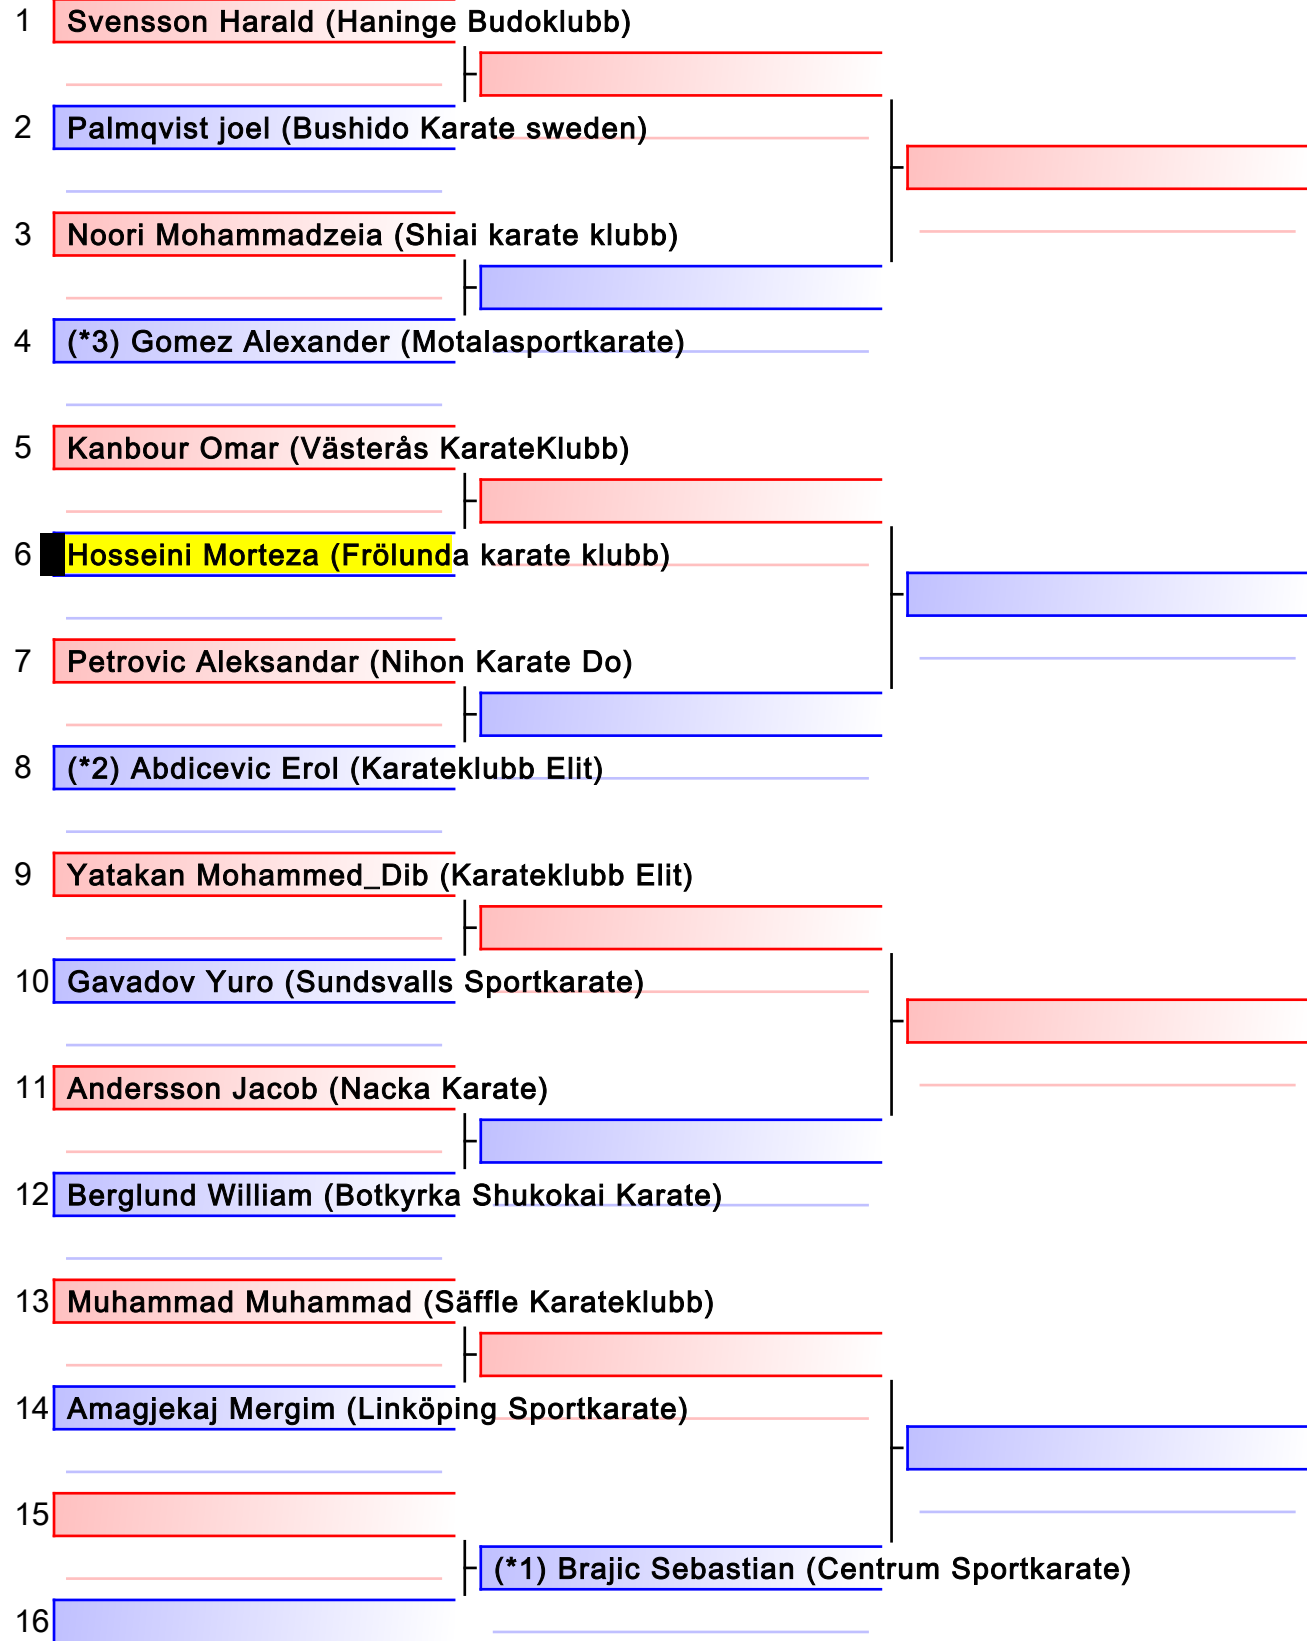 1 Svensson Harald (Haninge Budoklubb)
2 Palmqvist joel (Bushido Karate sweden)
3 Noori Mohammadzeia (Shiai karate klubb)
4 (*3) Gomez Alexander (Motalasportkarate)
5 Kanbour Omar (Västerås KarateKlubb)
6 Hosseini Morteza (Frölunda karate klubb)
7 Petrovic Aleksandar (Nihon Karate Do)
8 (*2) Abdicevic Erol (Karateklubb Elit)
9 Yatakan Mohammed_Dib (Karateklubb Elit)
10 Gavadov Yuro (Sundsvalls Sportkarate)
11 Andersson Jacob (Nacka Karate)
12 Berglund William (Botkyrka Shukokai Karate)
13 Muhammad Muhammad (Säffle Karateklubb)
14 Amagjekaj Mergim (Linköping Sportkarate)
15
(*1) Brajic Sebastian (Centrum Sportkarate)
16